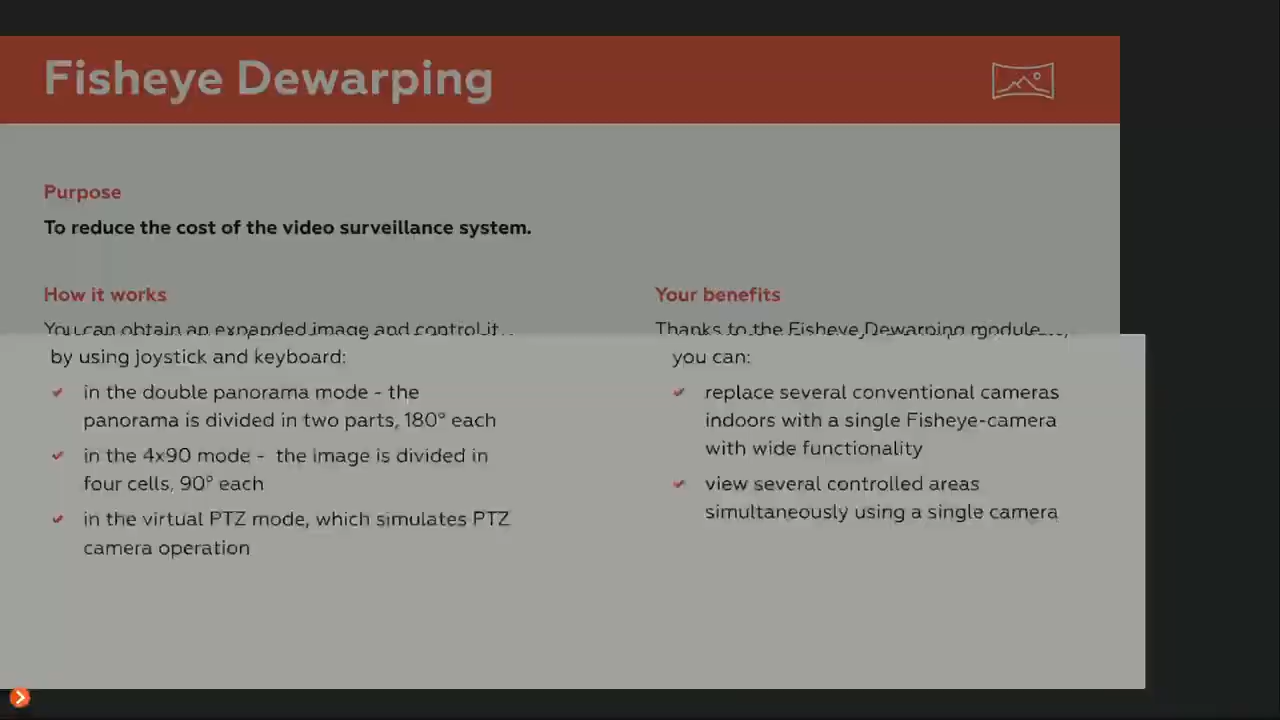 Fisheye Dewarping
Purpose
To reduce the cost of the video surveillance system.
How it works
You can obtain an expanded image and control it
by using joystick and keyboard:
in the double panorama mode - the
panorama is divided in two parts, 180° each
in the 4x90 mode - the image is divided in
four cells, 90° each
in the virtual PTZ mode, which simulates PTZ
camera operation
Your benefits
Thanks to the Fisheye Dewarping module
you can:
replace several conventional cameras
indoors with a single Fisheye-camera
with wide functionality
view several controlled areas
simultaneously using a single camera